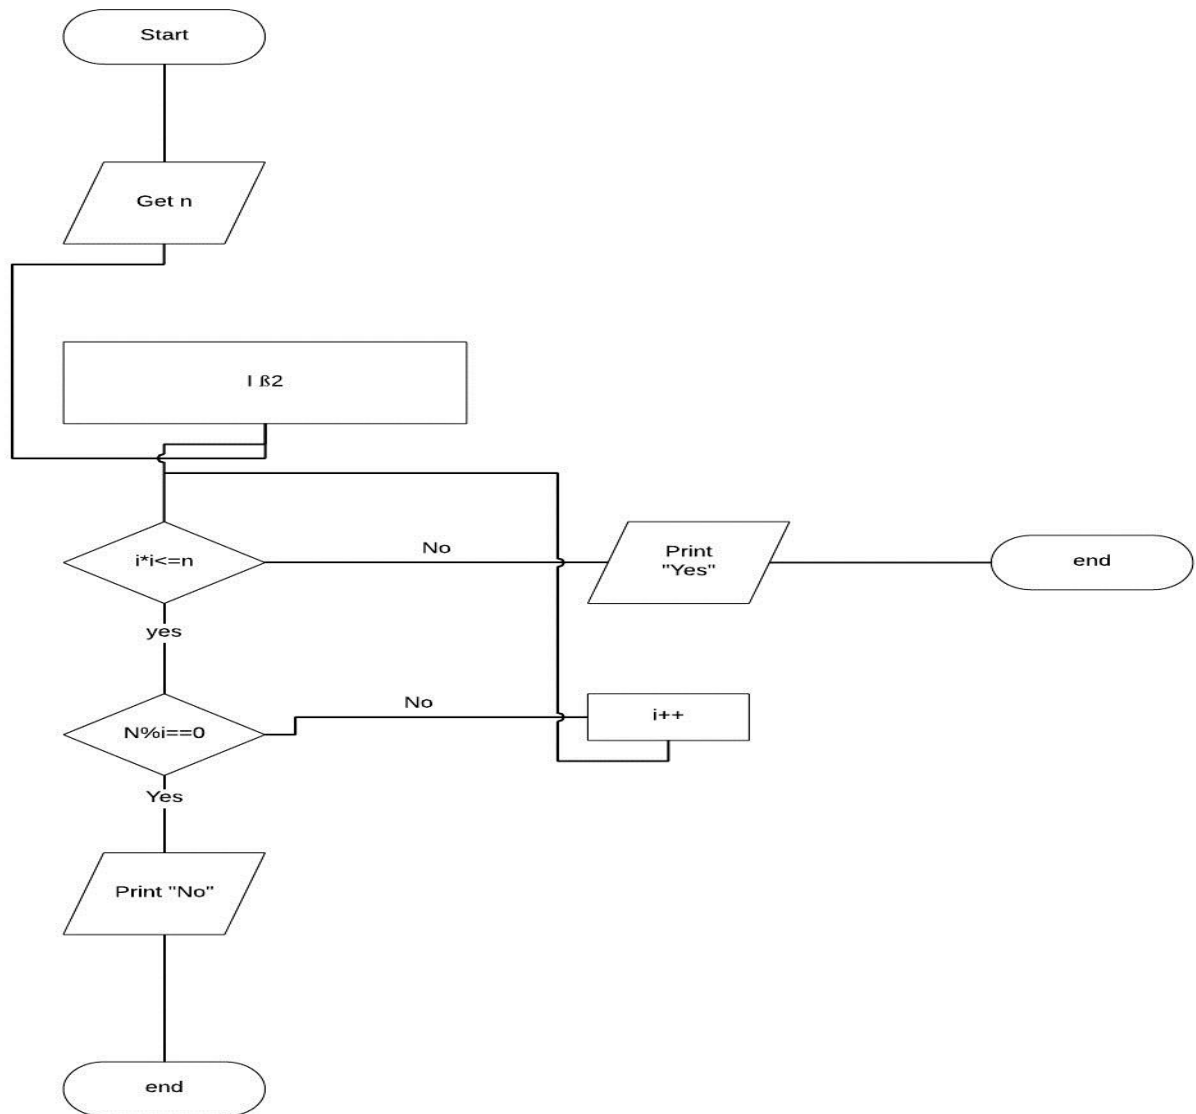 Start
Get n
I ß2
i*i<=n
No
Print
"Yes"
end
yes
N%i==0
No
i++
Yes
Print "No"
end